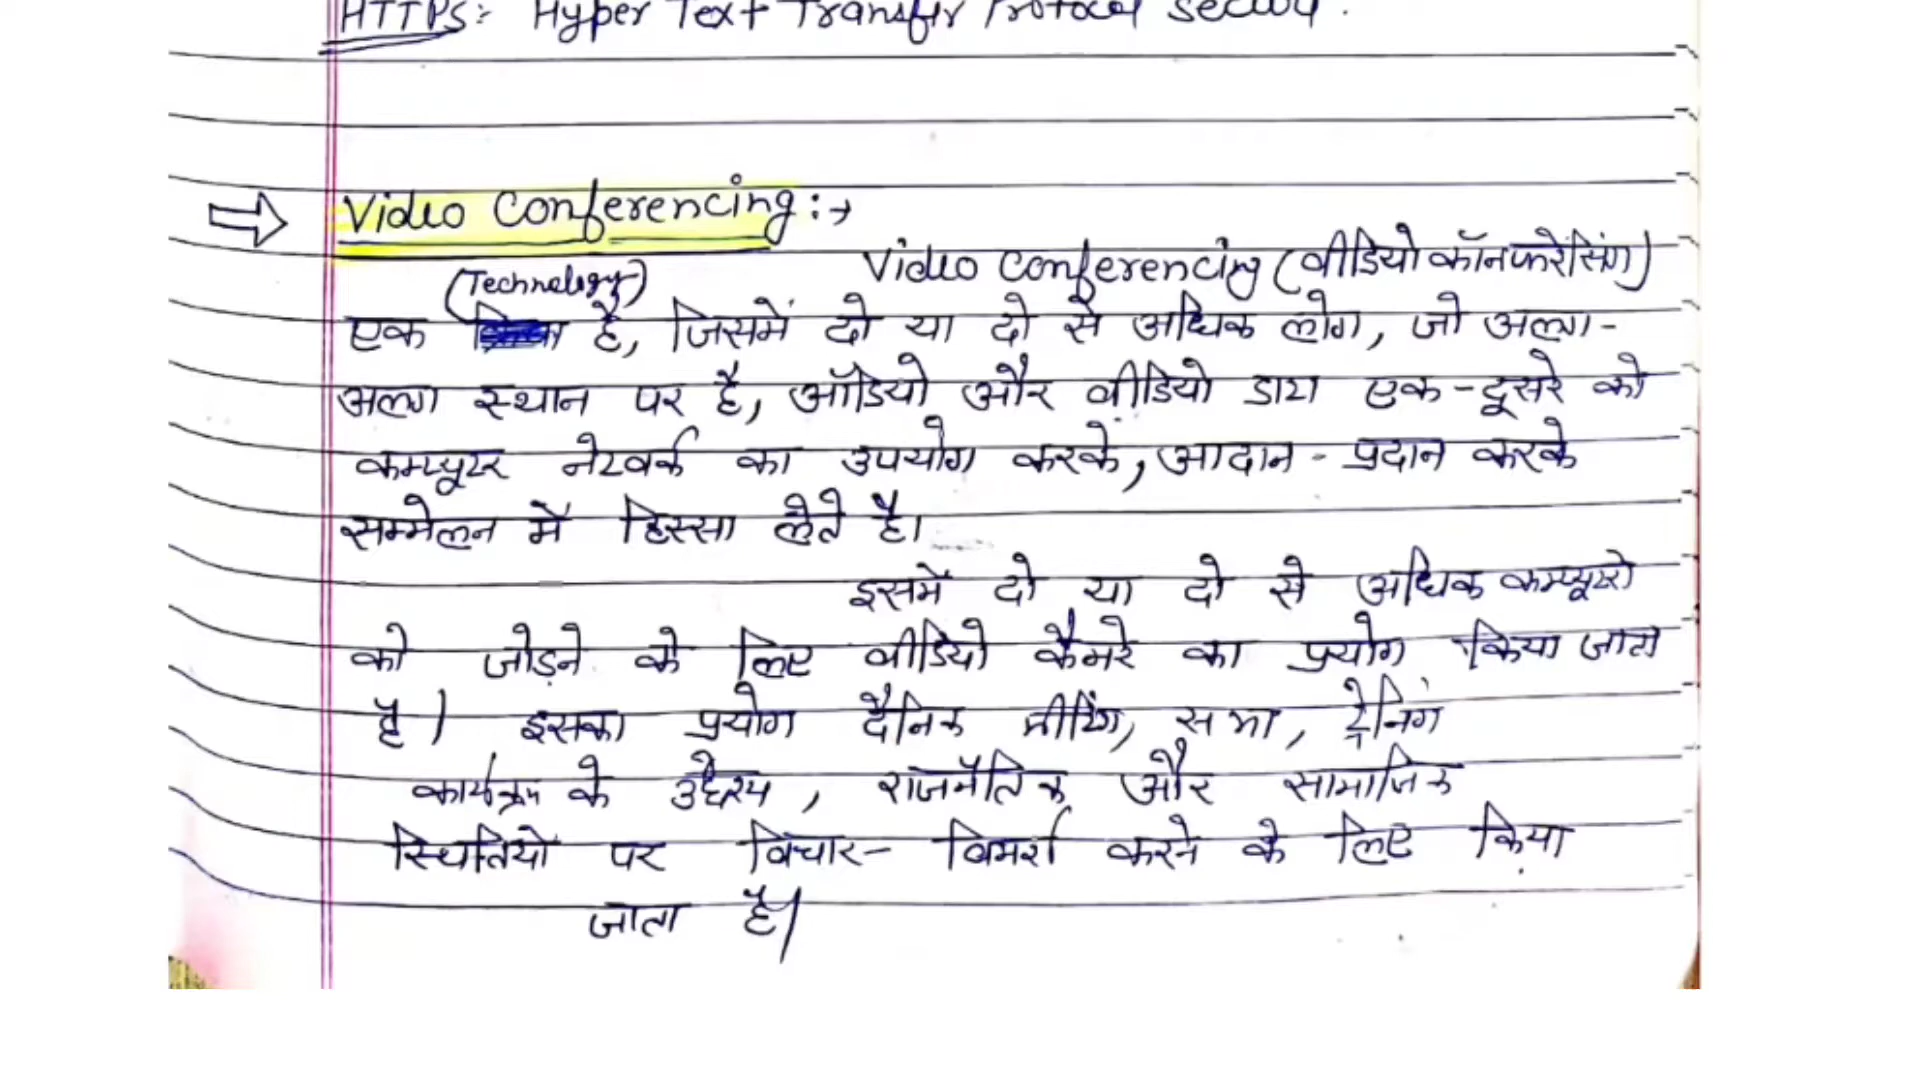 HTTPS: Hyper Text Transfer Protocol Secure.
⇒ Video Conferencing :→
Video Conferencing (वीडियो कॉनफरेंसिंग)
(Technology)
एक है, जिसमें दो या दो से अधिक लोग, जो अलग-
अलग स्थान पर है, ऑडियो और वीडियो द्वारा एक-दूसरे को
कम्प्यूटर नेटवर्क का उपयोग करके, आदान-प्रदान करके
सम्मेलन में हिस्सा लेते है।
इसमें दो या दो से अधिक कम्प्यूटरो
को जोड़ने के लिए वीडियो कैमरे का प्रयोग किया जाता
है। इसका प्रयोग दैनिक मीटिंग, सभा, ट्रेनिंग
कार्यक्रम के उद्देश्य, राजनैतिक और सामाजिक
स्थितियों पर विचार-विमर्श करने के लिए किया
जाता है।